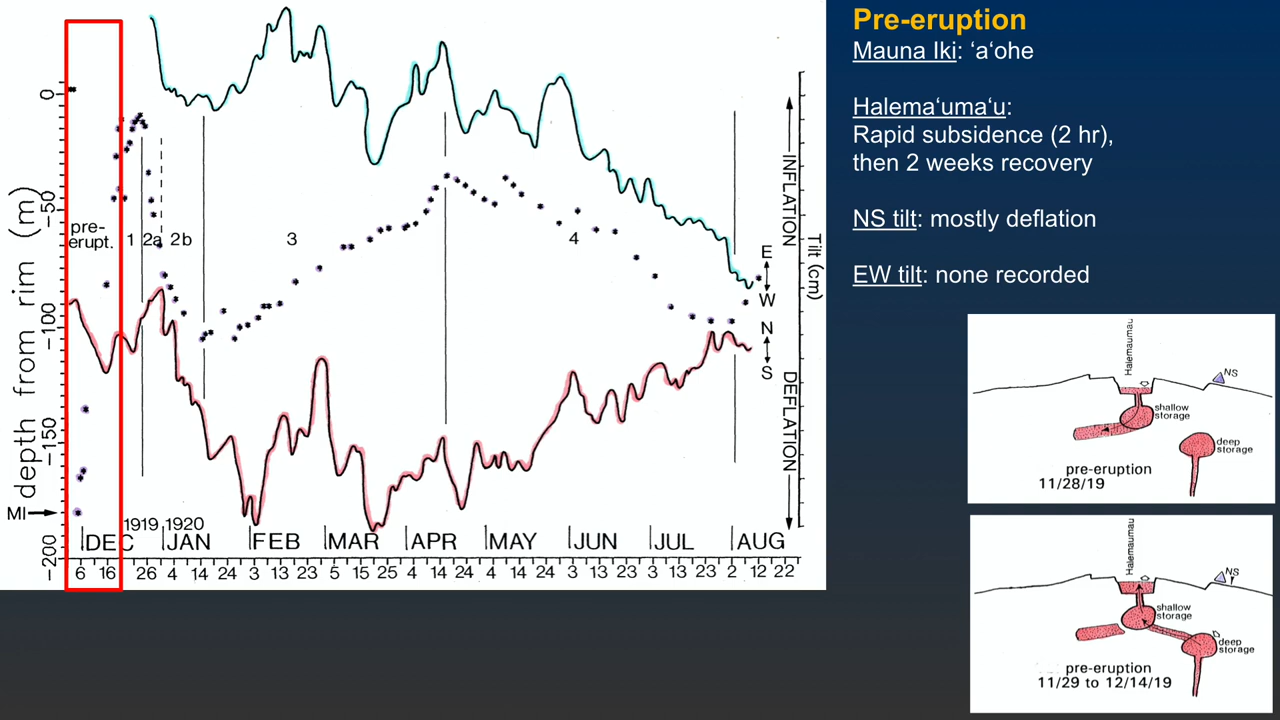 Pre-eruption
Mauna Iki: ‘a‘ohe
Halema‘uma‘u:
Rapid subsidence (2 hr),
then 2 weeks recovery
NS tilt: mostly deflation
EW tilt: none recorded
depth from rim (m)
0
-50
-100
-150
-200
MI
pre-
erupt.
1
2a
2b
3
4
INFLATION
Tilt (cm)
E
W
N
S
DEFLATION
1919 1920
DEC JAN FEB MAR APR MAY JUN JUL AUG
6 16 26 4 14 24 3 13 23 4 14 24 4 14 24 3 13 23 3 13 23 2 12 22
Halemaumau
NS
shallow
storage
deep
storage
pre-eruption
11/28/19
Halemaumau
NS
shallow
storage
deep
storage
pre-eruption
11/29 to 12/14/19